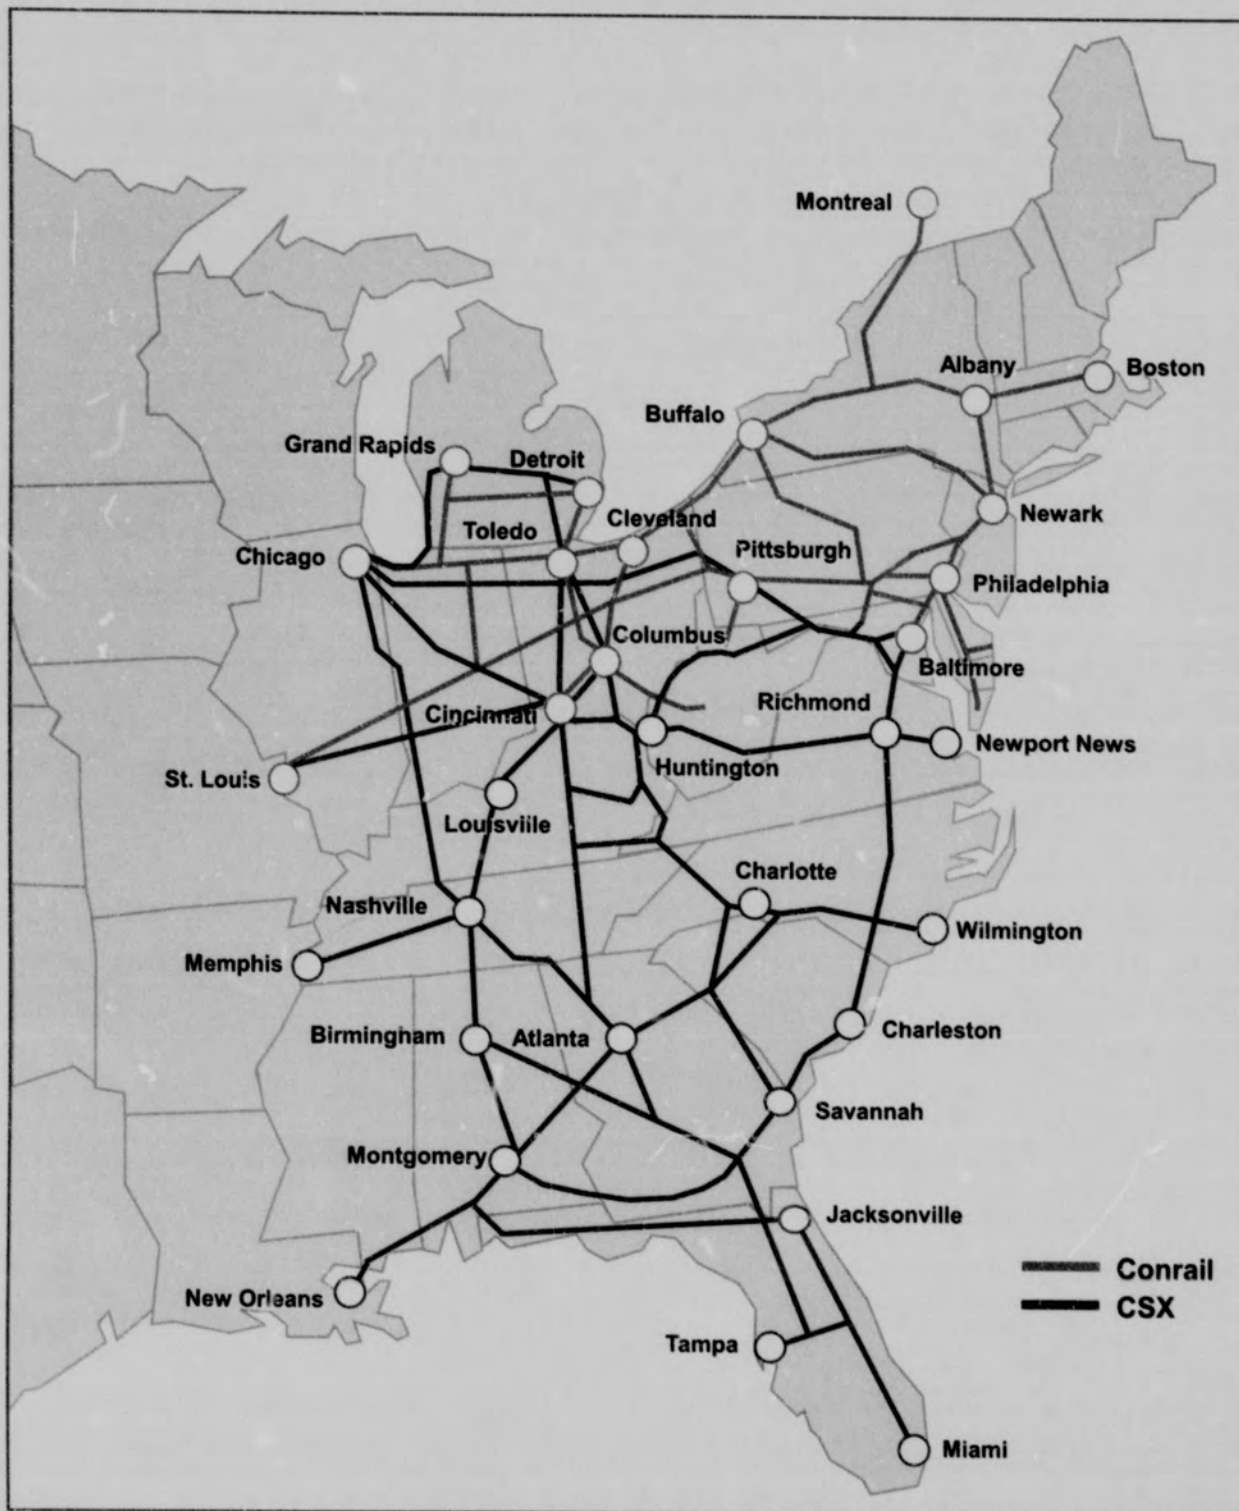 Montreal
Albany
Boston
Buffalo
Grand Rapids
Detroit
Newark
Cleveland
Toledo
Pittsburgh
Chicago
Philadelphia
Columbus
Baltimore
Richmond
Cincinnati
Newport News
Huntington
St. Louis
Louisville
Charlotte
Nashville
Wilmington
Memphis
Birmingham
Atlanta
Charleston
Savannah
Montgomery
Jacksonville
Conrail
New Orleans
CSX
Tampa
Miami